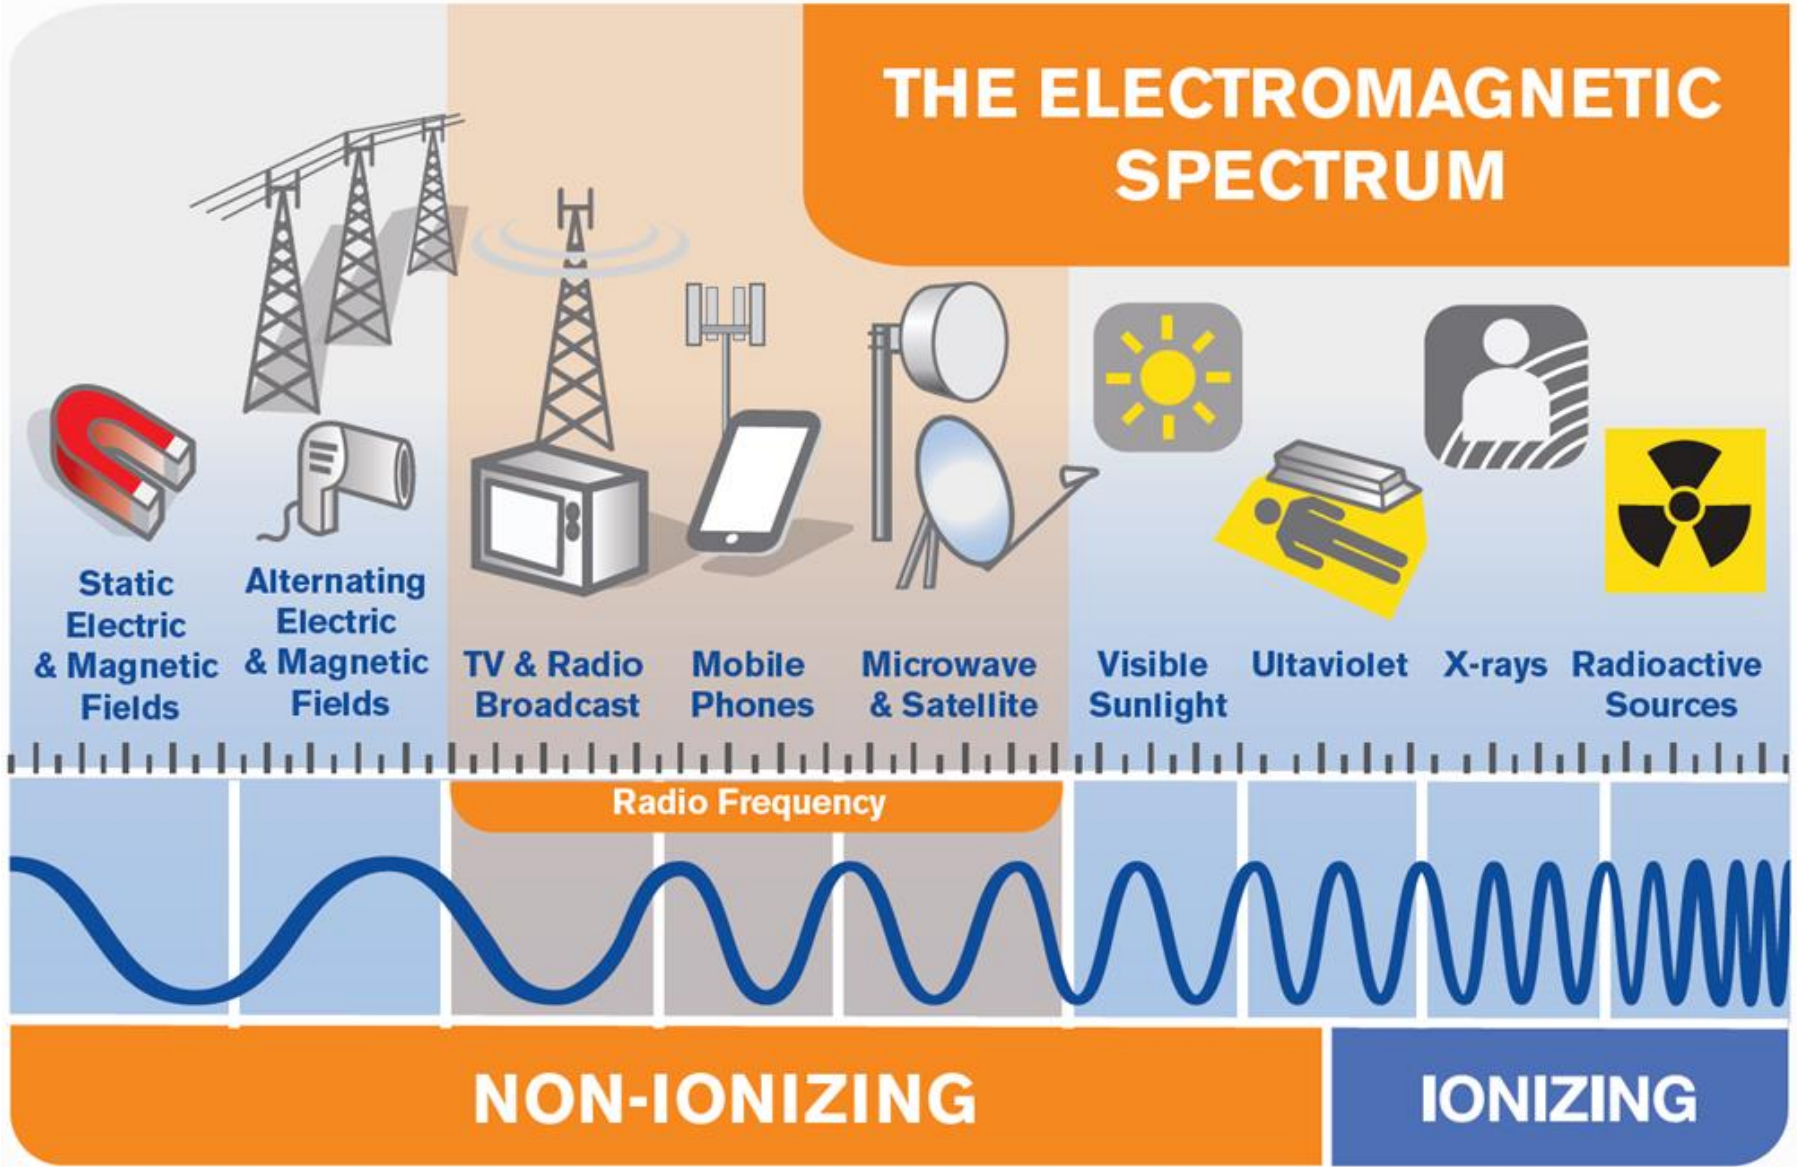 THE ELECTROMAGNETIC
SPECTRUM
Static
Electric
& Magnetic
Fields
Alternating
Electric
& Magnetic
Fields
TV & Radio
Broadcast
Mobile
Phones
Microwave
& Satellite
Visible
Sunlight
Ultaviolet
X-rays
Radioactive
Sources
Radio Frequency
NON-IONIZING
IONIZING